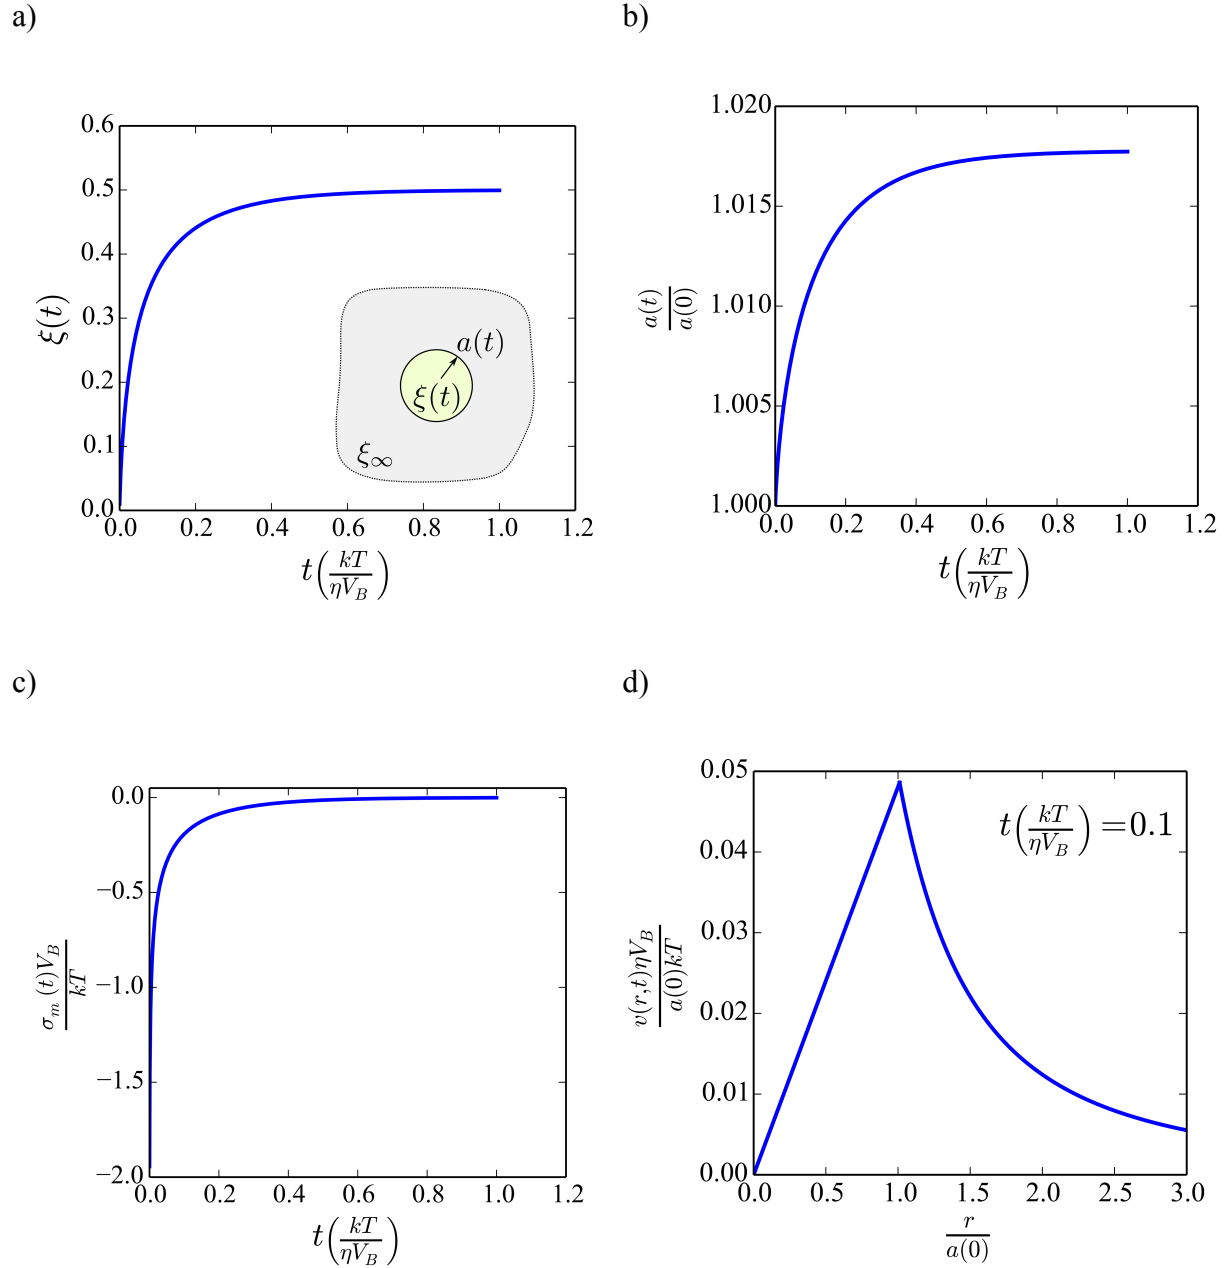 a)
0.6
0.5
0.4
0.3
0.2
0.1
0.0
ξ(t)
a(t)
ξ(t)
ξ∞
0.0 0.2 0.4 0.6 0.8 1.0 1.2
t(kT/ηV_B)
b)
1.020
1.015
1.010
1.005
1.000
a(t)/a(0)
0.0 0.2 0.4 0.6 0.8 1.0 1.2
t(kT/ηV_B)
c)
0.0
−0.5
−1.0
−1.5
−2.0
σ_m(t)V_B/kT
0.0 0.2 0.4 0.6 0.8 1.0 1.2
t(kT/ηV_B)
d)
0.05
0.04
0.03
0.02
0.01
0.00
v(r,t)ηV_B/a(0)kT
t(kT/ηV_B)=0.1
0.0 0.5 1.0 1.5 2.0 2.5 3.0
r/a(0)